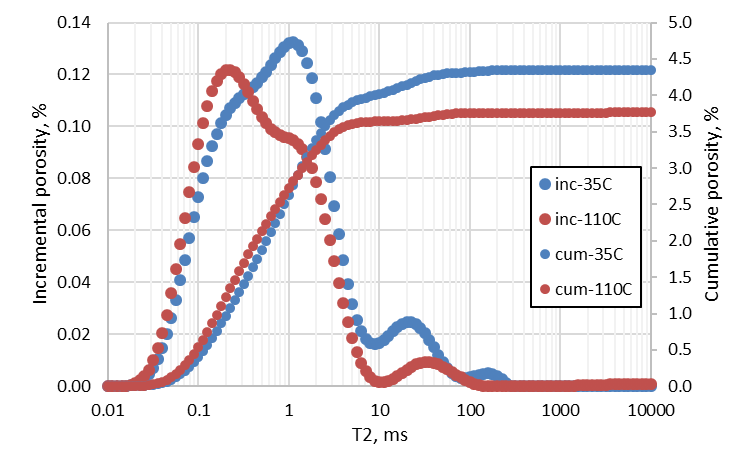 0.14
0.12
0.10
0.08
0.06
0.04
0.02
0.00
Incremental porosity, %
5.0
4.5
4.0
3.5
3.0
2.5
2.0
1.5
1.0
0.5
0.0
Cumulative porosity, %
inc-35C
inc-110C
cum-35C
cum-110C
0.01 0.1 1 10 100 1000 10000
T2, ms